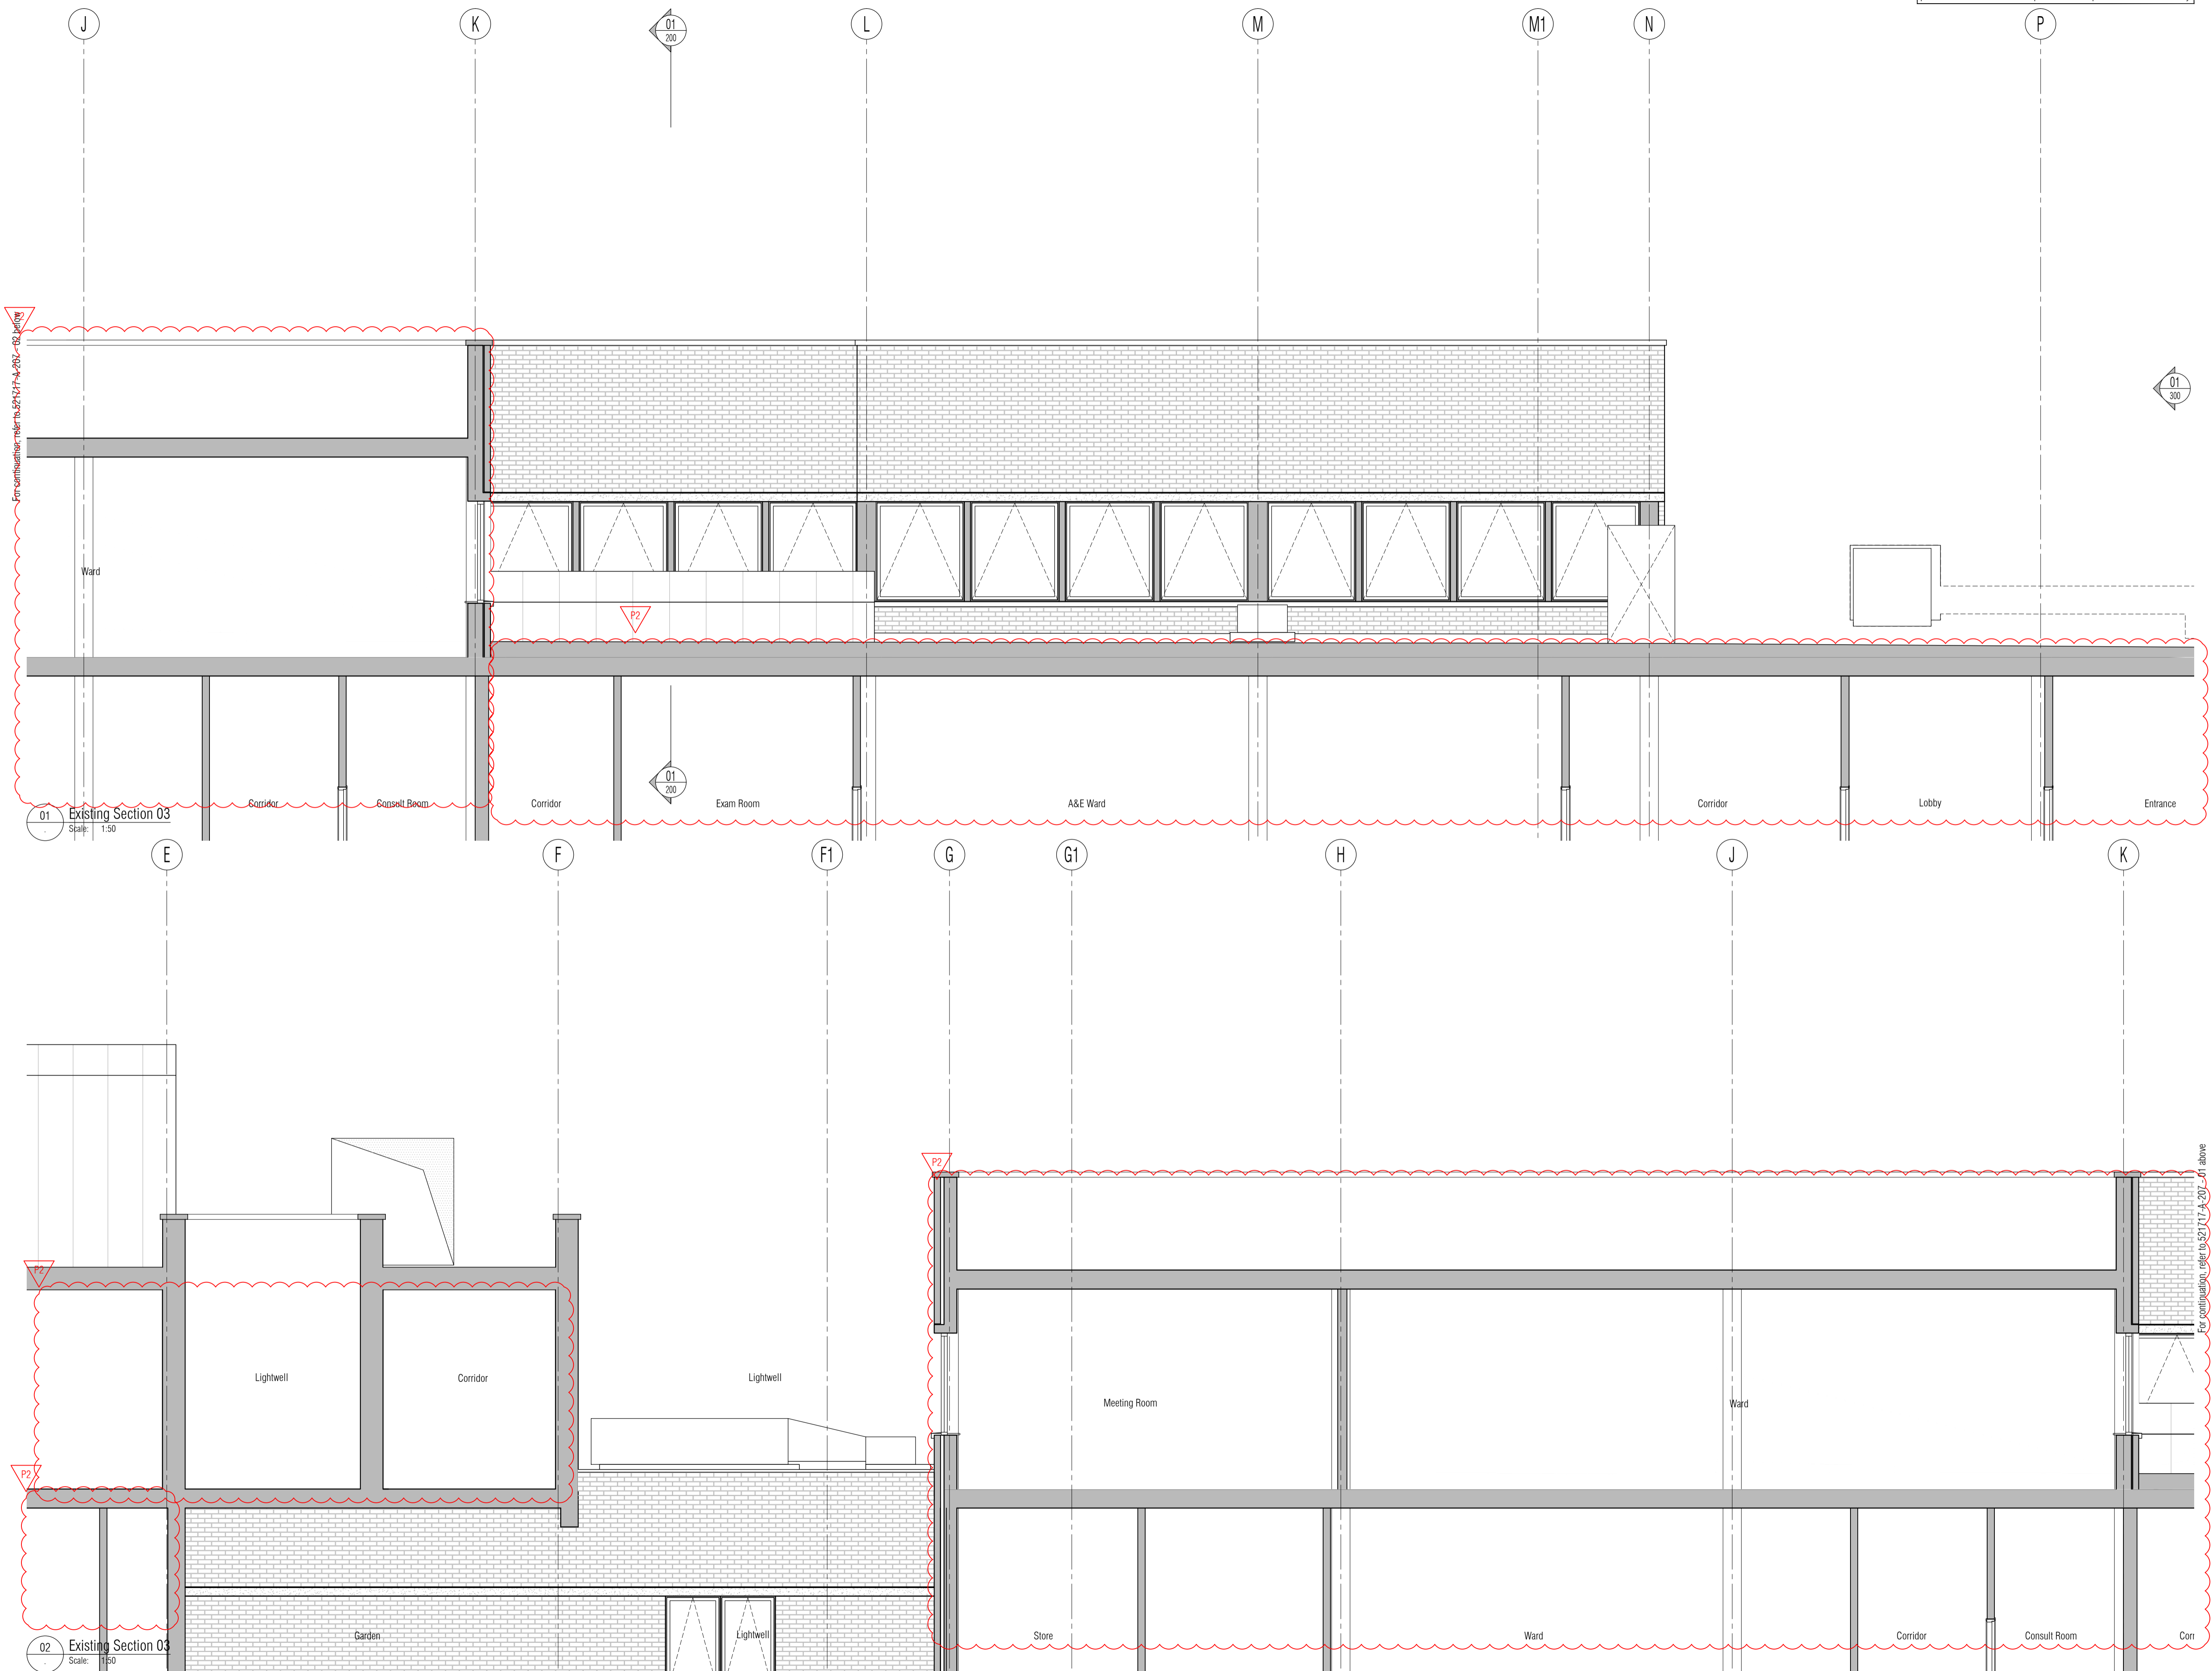 J
K
01
200
L
M
M1
N
P
P2
For continuation, refer to 521717-A-207 - 02 below
01
300
Ward
P2
01
200
Corridor
Consult Room
Corridor
Exam Room
A&E Ward
Corridor
Lobby
Entrance
01
Existing Section 03
Scale: 1:50
E
F
F1
G
G1
H
J
K
P2
For continuation, refer to 521717-A-207 - 01 above
P2
Lightwell
Corridor
Lightwell
Meeting Room
Ward
P2
Garden
Lightwell
Store
Ward
Corridor
Consult Room
Corr
02
Existing Section 03
Scale: 1:50